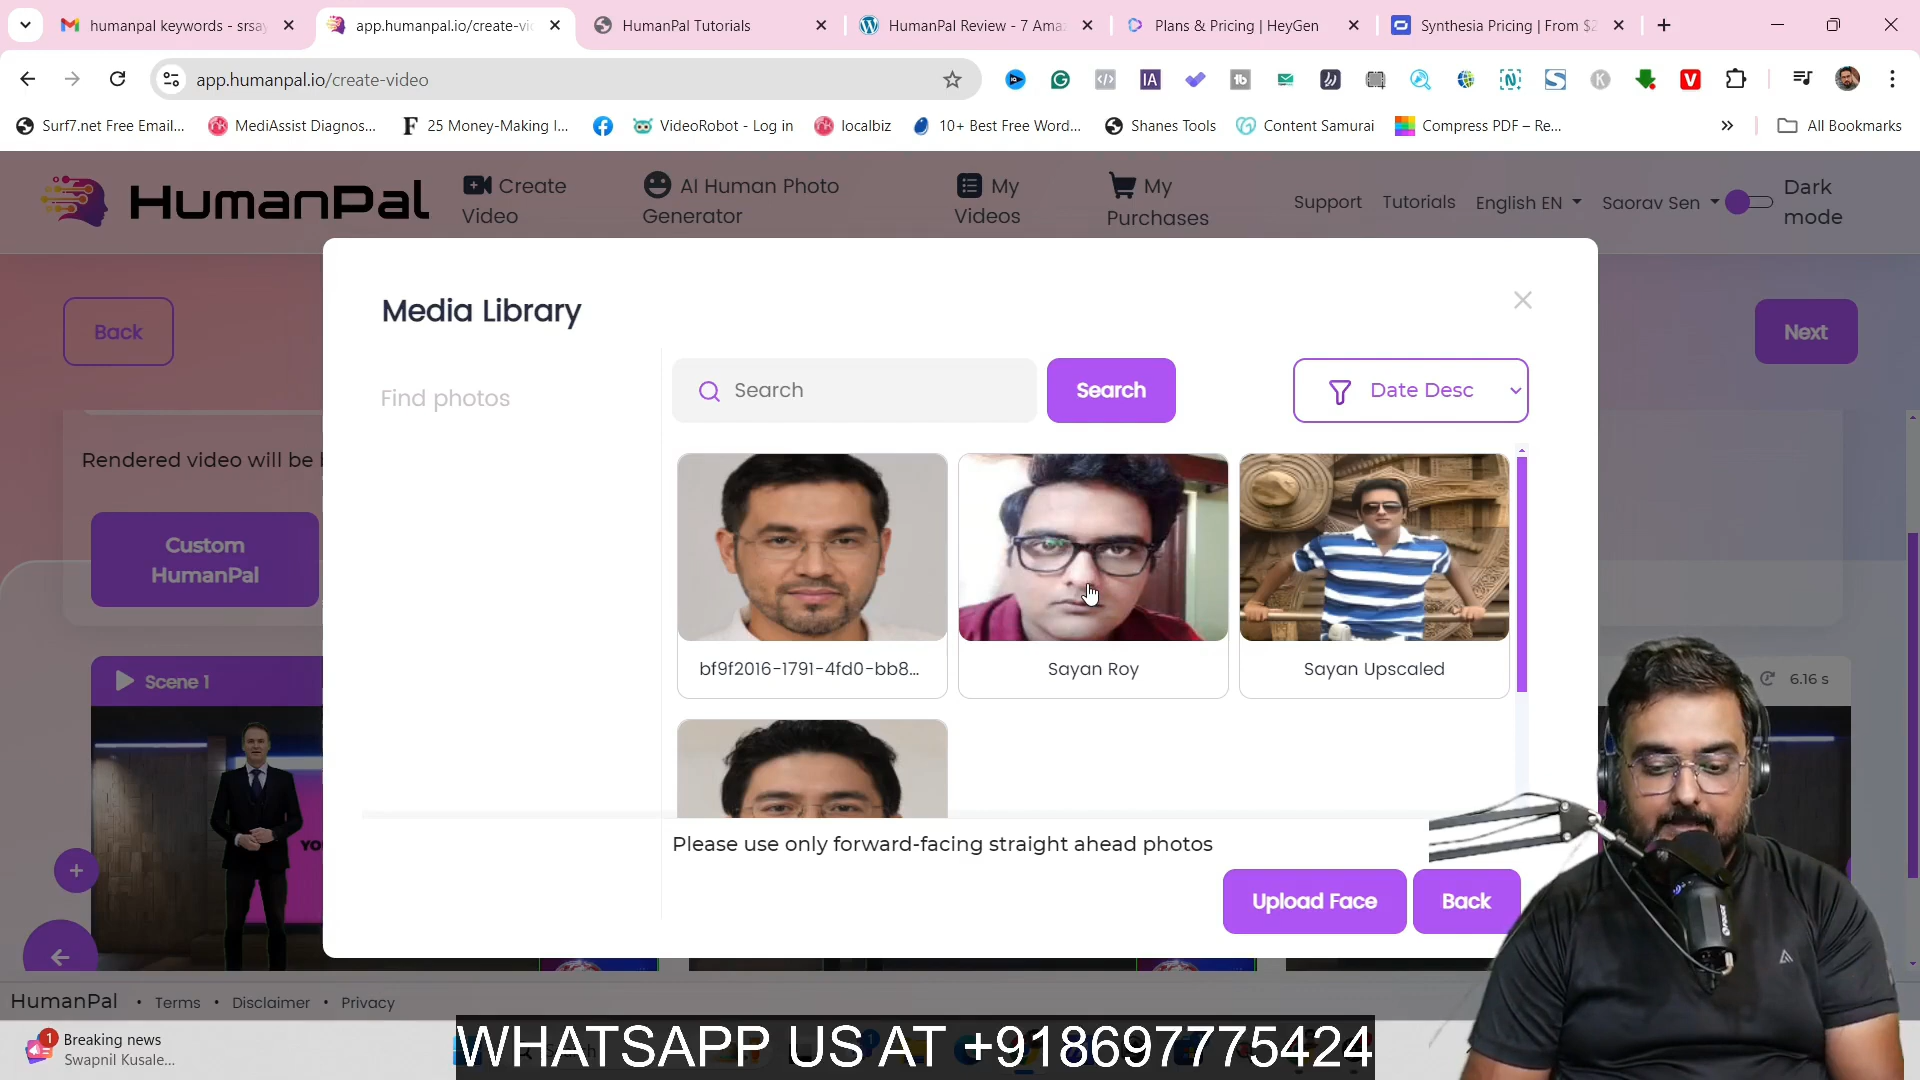 humanpal keywords - srsay
app.humanpal.io/create-vi
HumanPal Tutorials
HumanPal Review - 7 Ama
Plans & Pricing | HeyGen
Synthesia Pricing | From $2
app.humanpal.io/create-video
Surf7.net Free Email...
MediAssist Diagnos...
25 Money-Making I...
VideoRobot - Log in
localbiz
10+ Best Free Word...
Shanes Tools
Content Samurai
Compress PDF – Re...
All Bookmarks
HumanPal
Create Video
AI Human Photo Generator
My Videos
My Purchases
Support
Tutorials
English EN
Saorav Sen
Dark mode
Back
Next
Media Library
Find photos
Search
Search
Date Desc
Rendered video will be
Custom
HumanPal
bf9f2016-1791-4fd0-bb8...
Sayan Roy
Sayan Upscaled
Scene 1
6.16 s
YO
Please use only forward-facing straight ahead photos
Upload Face
Back
HumanPal • Terms • Disclaimer • Privacy
1
Breaking news
Swapnil Kusale...
WHATSAPP US AT +918697775424